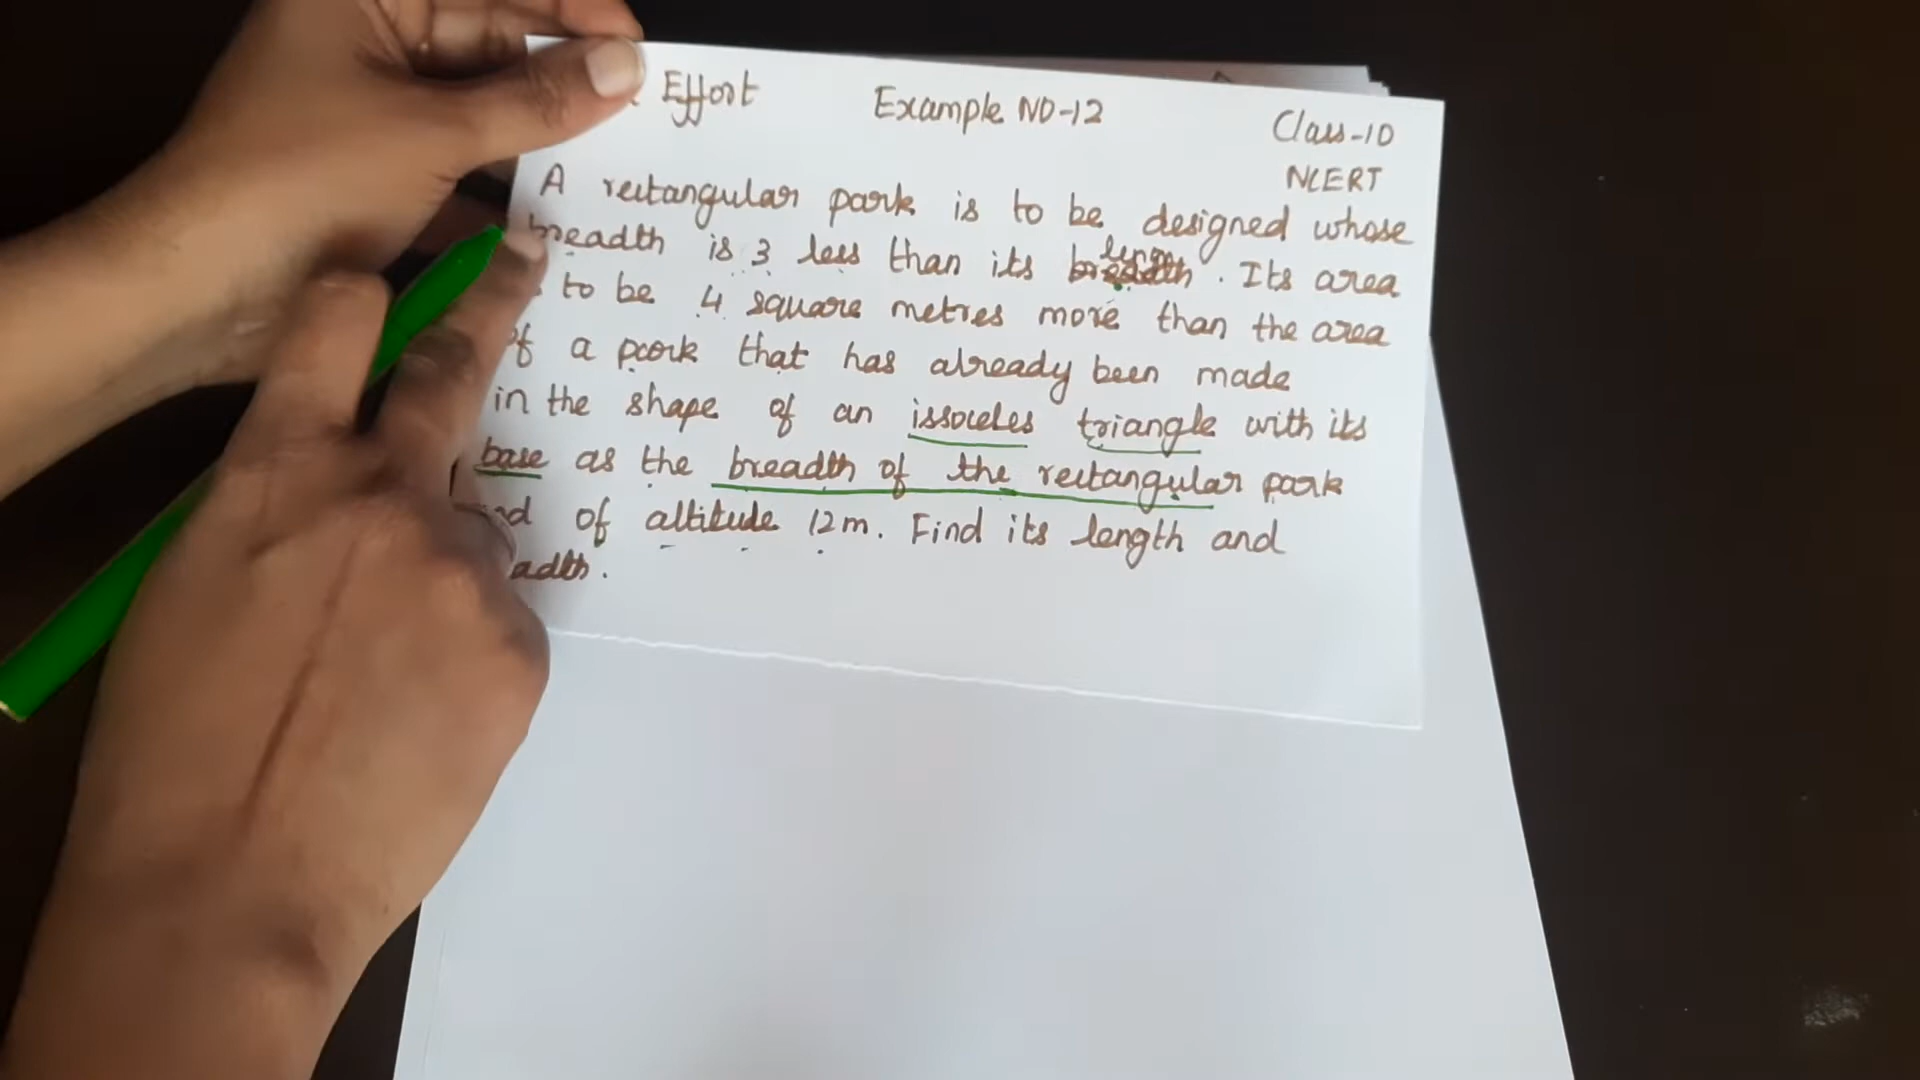 Effort Example NO-12 Class-10
NCERT
A rectangular park is to be designed whose
breadth is 3 less than its length. Its area
to be 4 square metres more than the area
of a park that has already been made
in the shape of an issoceles triangle with its
base as the breadth of the rectangular park
of altitude 12m. Find its length and